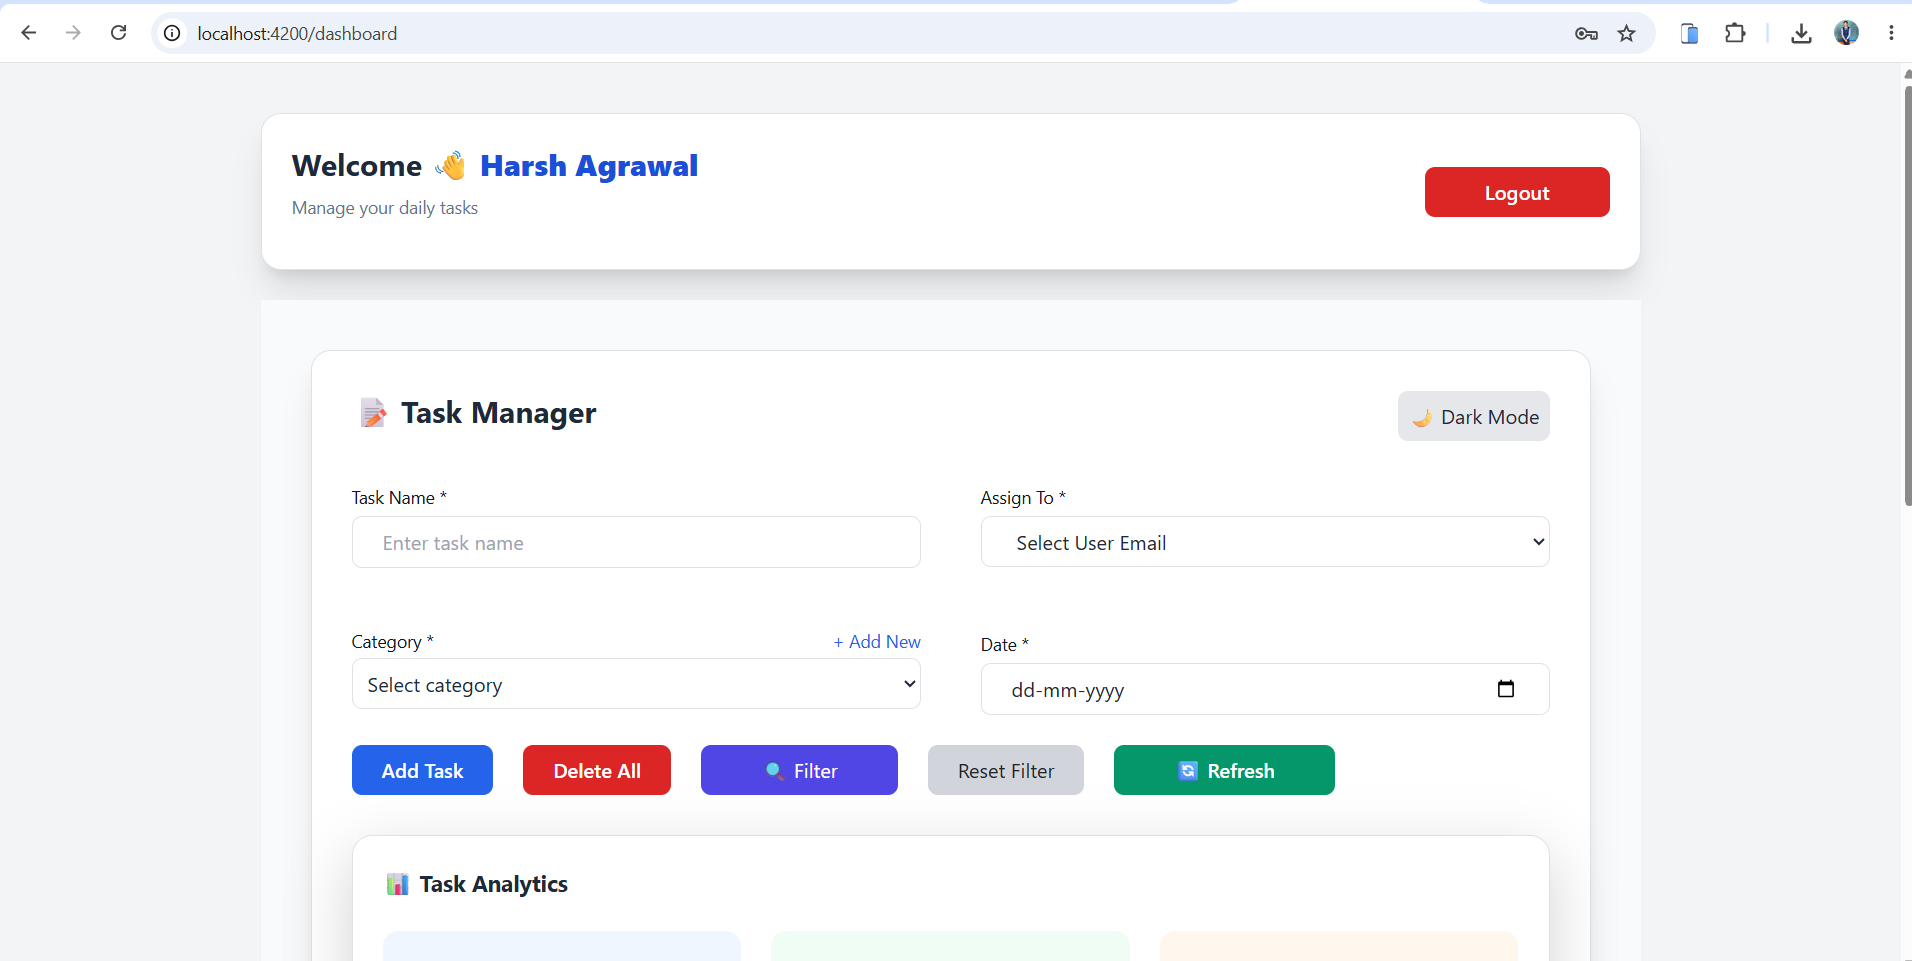 localhost:4200/dashboard
Welcome 👋 Harsh Agrawal
Manage your daily tasks
Logout
📝 Task Manager
🌙 Dark Mode
Task Name *
Assign To *
Enter task name
Select User Email
Category *
+ Add New
Date *
Select category
dd-mm-yyyy
Add Task
Delete All
🔍 Filter
Reset Filter
🔄 Refresh
📊 Task Analytics